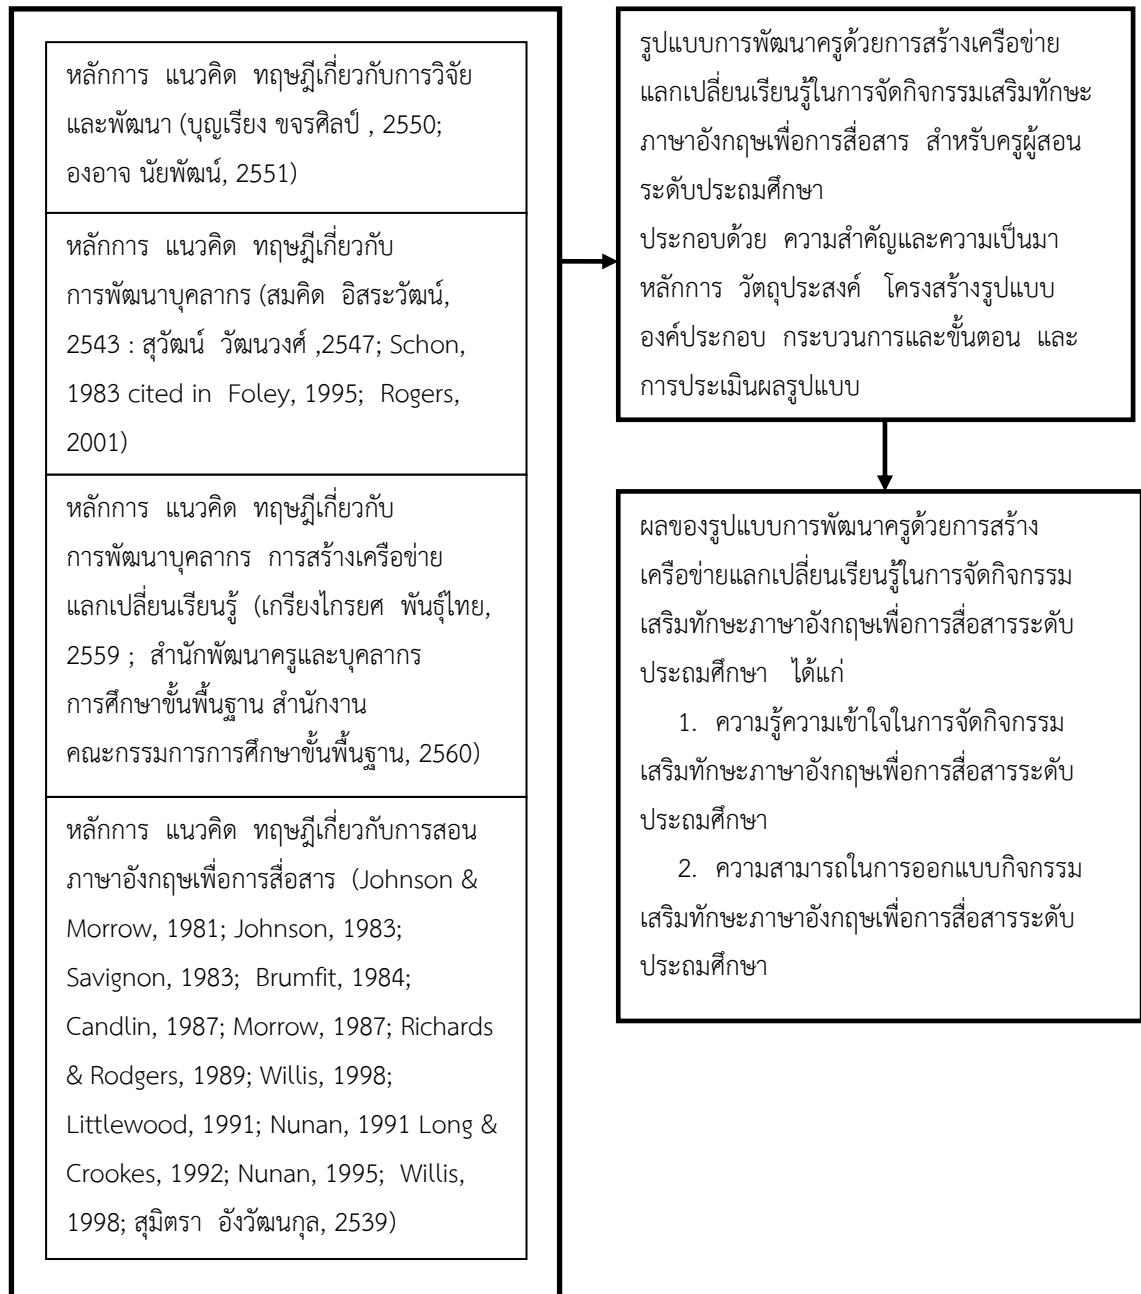 หลักการ แนวคิด ทฤษฎีเกี่ยวกับการวิจัย
และพัฒนา (บุญเรียง ขจรศิลป์ , 2550;
องอาจ นัยพัฒน์, 2551)
หลักการ แนวคิด ทฤษฎีเกี่ยวกับ
การพัฒนาบุคลากร (สมคิด อิสระวัฒน์,
2543 : สุวัฒน์ วัฒนวงศ์ ,2547; Schon,
1983 cited in Foley, 1995; Rogers,
2001)
หลักการ แนวคิด ทฤษฎีเกี่ยวกับ
การพัฒนาบุคลากร การสร้างเครือข่าย
แลกเปลี่ยนเรียนรู้ (เกรียงไกรยศ พันธุ์ไทย,
2559 ; สำนักพัฒนาครูและบุคลากร
การศึกษาขั้นพื้นฐาน สำนักงาน
คณะกรรมการการศึกษาขั้นพื้นฐาน, 2560)
หลักการ แนวคิด ทฤษฎีเกี่ยวกับการสอน
ภาษาอังกฤษเพื่อการสื่อสาร (Johnson &
Morrow, 1981; Johnson, 1983;
Savignon, 1983; Brumfit, 1984;
Candlin, 1987; Morrow, 1987; Richards
& Rodgers, 1989; Willis, 1998;
Littlewood, 1991; Nunan, 1991 Long &
Crookes, 1992; Nunan, 1995; Willis,
1998; สุมิตรา อังวัฒนกุล, 2539)
รูปแบบการพัฒนาครูด้วยการสร้างเครือข่าย
แลกเปลี่ยนเรียนรู้ในการจัดกิจกรรมเสริมทักษะ
ภาษาอังกฤษเพื่อการสื่อสาร สำหรับครูผู้สอน
ระดับประถมศึกษา
ประกอบด้วย ความสำคัญและความเป็นมา
หลักการ วัตถุประสงค์ โครงสร้างรูปแบบ
องค์ประกอบ กระบวนการและขั้นตอน และ
การประเมินผลรูปแบบ
ผลของรูปแบบการพัฒนาครูด้วยการสร้าง
เครือข่ายแลกเปลี่ยนเรียนรู้ในการจัดกิจกรรม
เสริมทักษะภาษาอังกฤษเพื่อการสื่อสารระดับ
ประถมศึกษา ได้แก่
1. ความรู้ความเข้าใจในการจัดกิจกรรม
เสริมทักษะภาษาอังกฤษเพื่อการสื่อสารระดับ
ประถมศึกษา
2. ความสามารถในการออกแบบกิจกรรม
เสริมทักษะภาษาอังกฤษเพื่อการสื่อสารระดับ
ประถมศึกษา